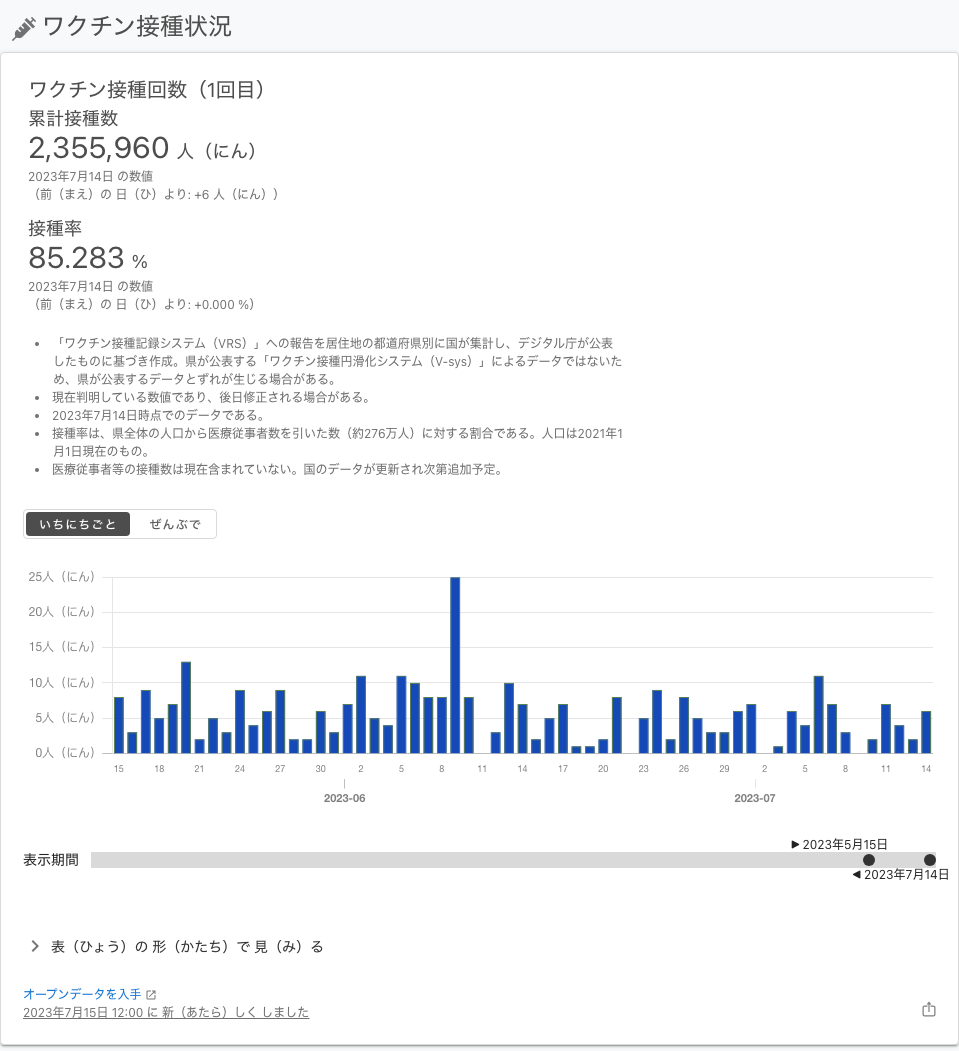 ワクチン接種状況
ワクチン接種回数（1回目）
累計接種数
2,355,960 人（にん）
2023年7月14日 の数値
（前（まえ）の 日（ひ）より: +6 人（にん））
接種率
85.283 %
2023年7月14日 の数値
（前（まえ）の 日（ひ）より: +0.000 %）
• 「ワクチン接種記録システム（VRS）」への報告を居住地の都道府県別に国が集計し、デジタル庁が公表
したものに基づき作成。県が公表する「ワクチン接種円滑化システム（V-sys）」によるデータではないた
め、県が公表するデータとずれが生じる場合がある。
• 現在判明している数値であり、後日修正される場合がある。
• 2023年7月14日時点でのデータである。
• 接種率は、県全体の人口から医療従事者数を引いた数（約276万人）に対する割合である。人口は2021年1
月1日現在のもの。
• 医療従事者等の接種数は現在含まれていない。国のデータが更新され次第追加予定。
いちにちごと ぜんぶで
25人（にん）
20人（にん）
15人（にん）
10人（にん）
5人（にん）
0人（にん）
15 18 21 24 27 30 2 5 8 11 14 17 20 23 26 29 2 5 8 11 14
2023-06 2023-07
2023年5月15日
表示期間
2023年7月14日
表（ひょう）の 形（かたち）で 見（み）る
オープンデータを入手
2023年7月15日 12:00 に 新（あたら）しく しました